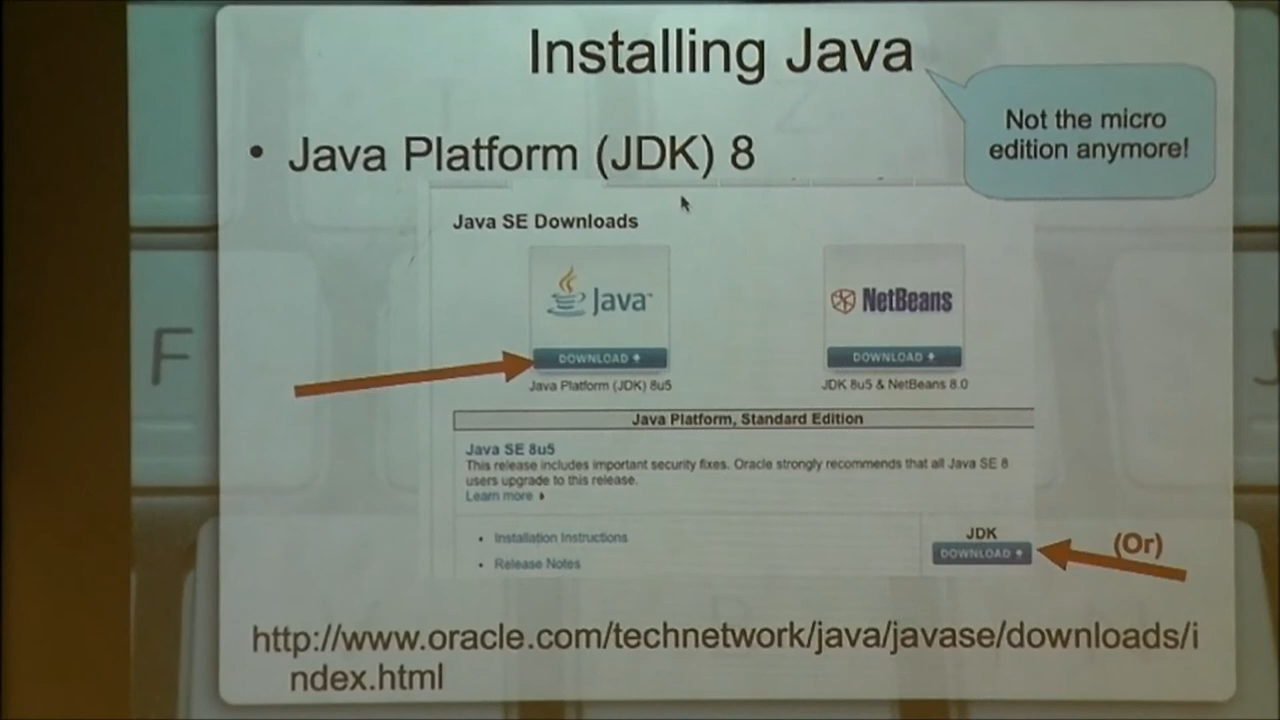 Installing Java
Not the micro
edition anymore!
• Java Platform (JDK) 8
Java SE Downloads
Java™
NetBeans
DOWNLOAD
DOWNLOAD
Java Platform (JDK) 8u5
JDK 8u5 & NetBeans 8.0
Java Platform, Standard Edition
Java SE 8u5
This release includes important security fixes. Oracle strongly recommends that all Java SE 8
users upgrade to this release.
Learn more
• Installation Instructions
• Release Notes
JDK
DOWNLOAD
(Or)
http://www.oracle.com/technetwork/java/javase/downloads/i
ndex.html
F